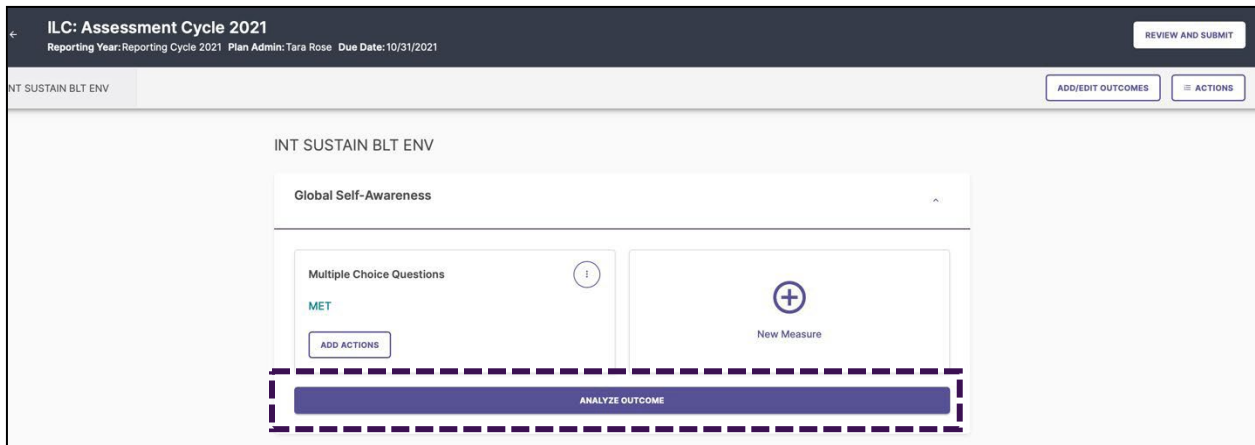 ILC: Assessment Cycle 2021
Reporting Year: Reporting Cycle 2021 Plan Admin: Tara Rose Due Date: 10/31/2021
REVIEW AND SUBMIT
NT SUSTAIN BLT ENV
ADD/EDIT OUTCOMES
ACTIONS
INT SUSTAIN BLT ENV
Global Self-Awareness
Multiple Choice Questions
MET
ADD ACTIONS
New Measure
ANALYZE OUTCOME